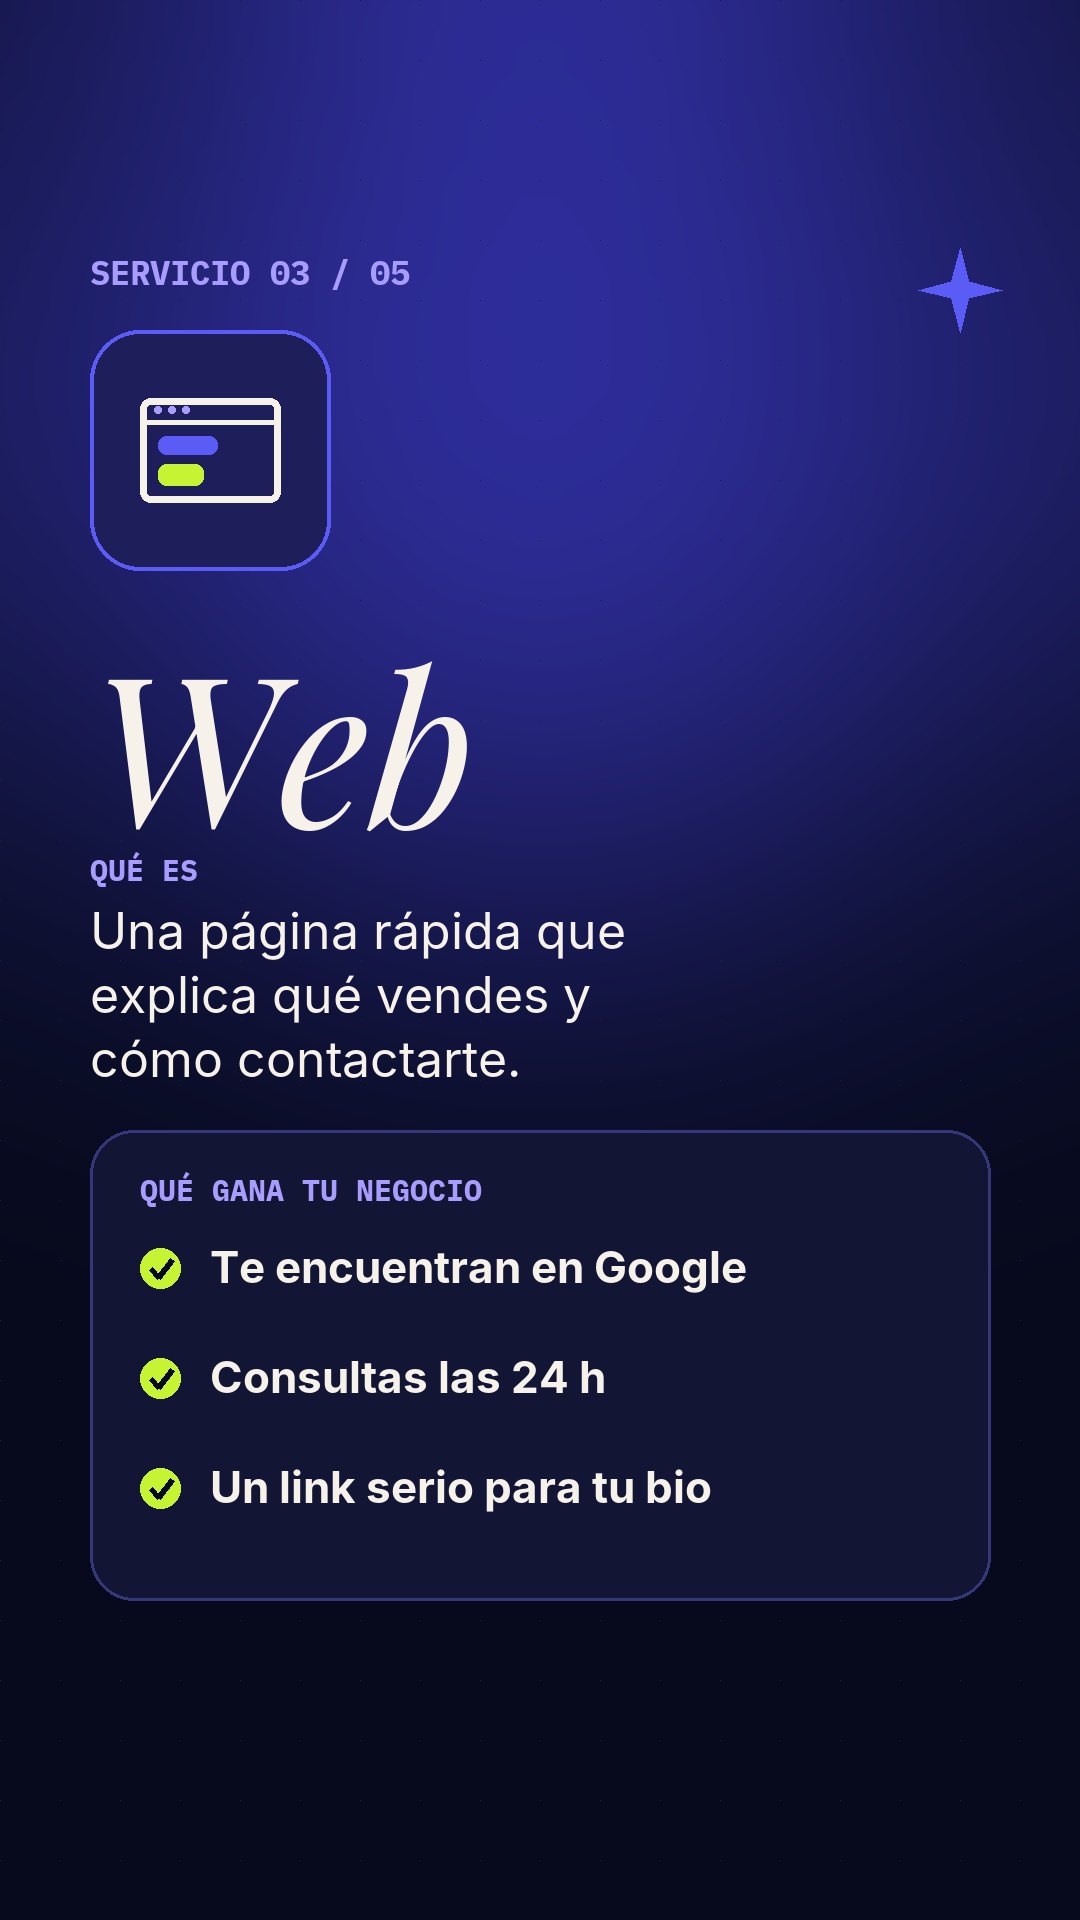 SERVICIO 03 / 05
Web
QUÉ ES
Una página rápida que
explica qué vendes y
cómo contactarte.
QUÉ GANA TU NEGOCIO
Te encuentran en Google
Consultas las 24 h
Un link serio para tu bio